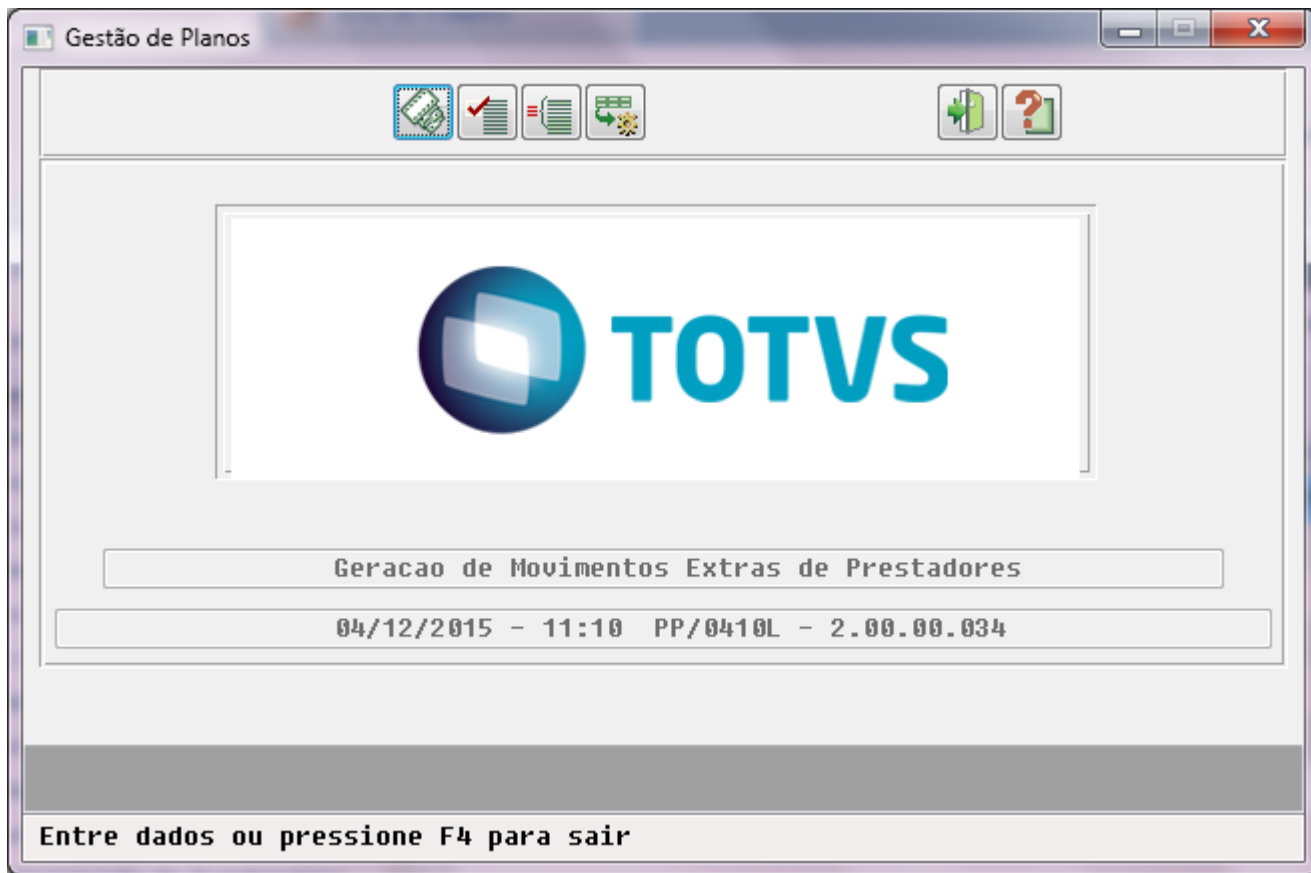 Gestão de Planos
TOTVS
Geracao de Movimentos Extras de Prestadores
04/12/2015 - 11:10 PP/0410L - 2.00.00.034
Entre dados ou pressione F4 para sair